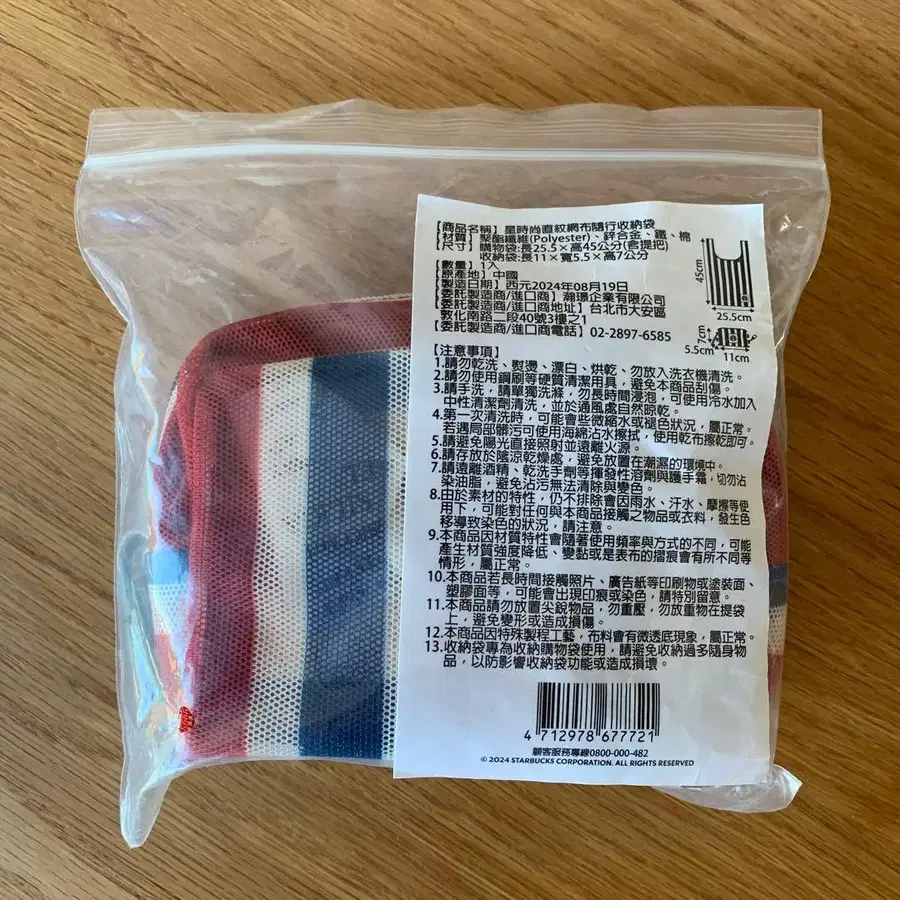 【商品名稱】星時尚直紋網布隨行收納袋
【材質】聚酯纖維(Polyester)、鋅合金、鐵、棉
【尺寸】購物袋:長25.5×高45公分(含提把)
收納袋:長11×寬5.5×高7公分
【數量】1入
【原產地】中國
【製造日期】西元2024年08月19日
【委託製造商/進口商】瀚環企業有限公司
【委託製造商/進口商地址】台北市大安區
敦化南路二段40號3樓之1
【委託製造商/進口商電話】02-2897-6585
45cm
25.5cm
7cm
5.5cm
11cm
【注意事項】
1.請勿乾洗、熨燙、漂白、烘乾、勿放入洗衣機清洗。
2.請勿使用鋼刷等硬質清潔用具，避免本商品刮傷。
3.請手洗，請單獨洗滌，勿長時間浸泡，可使用冷水加入
中性清潔劑清洗，並於通風處自然晾乾。
4.第一次清洗時，可能會些微縮水或褪色狀況，屬正常。
若遇局部髒污可使用海綿沾水擦拭，使用乾布擦乾即可。
5.請避免陽光直接照射並遠離火源。
6.請存放於陰涼乾燥處，避免放置在潮濕的環境中。
7.請遠離酒精、乾洗手劑等揮發性溶劑與護手霜，切勿沾
染油脂，避免沾污無法清除與變色。
8.由於素材的特性，仍不排除會因雨水、汗水、摩擦等使
用下，可能對任何與本商品接觸之物品或衣料，發生色
移導致染色的狀況，請注意。
9.本商品因材質特性會隨著使用頻率與方式的不同，可能
產生材質強度降低、變黏或是表布的摺痕會有所不同等
情形，屬正常。
10.本商品若長時間接觸照片、廣告紙等印刷物或塗裝面、
塑膠面等，可能會出現印痕或染色，請特別留意。
11.本商品請勿放置尖銳物品，勿重壓，勿放重物在提袋
上，避免變形或造成損傷。
12.本商品因特殊製程工藝，布料會有微透底現象，屬正常。
13.收納袋專為收納購物袋使用，請避免收納過多隨身物
品，以防影響收納袋功能或造成損壞。
4 712978 677721
顧客服務專線0800-000-482
© 2024 STARBUCKS CORPORATION. ALL RIGHTS RESERVED